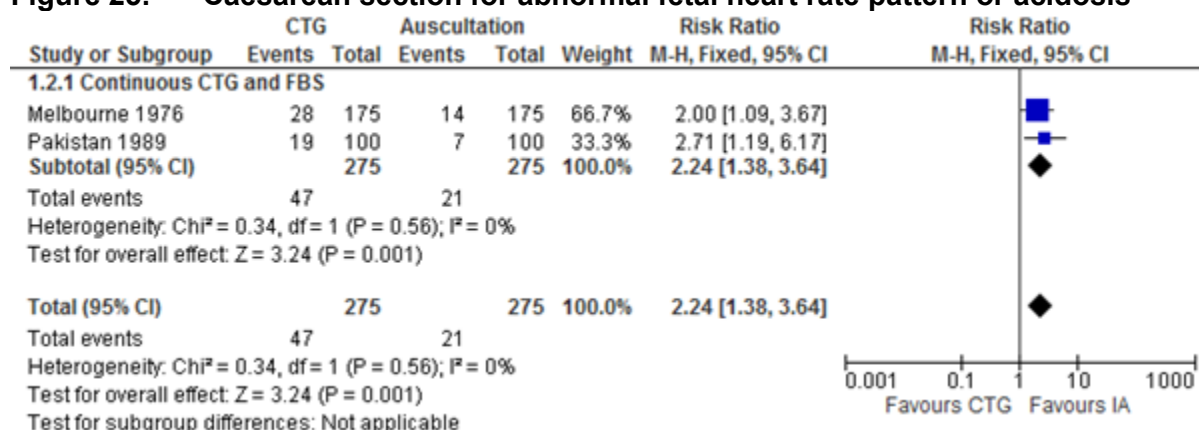 Figure 23. Caesarean section for abnormal fetal heart rate pattern or acidosis
CTG Auscultation Risk Ratio Risk Ratio
Study or Subgroup Events Total Events Total Weight M-H, Fixed, 95% CI M-H, Fixed, 95% CI
1.2.1 Continuous CTG and FBS
Melbourne 1976 28 175 14 175 66.7% 2.00 [1.09, 3.67]
Pakistan 1989 19 100 7 100 33.3% 2.71 [1.19, 6.17]
Subtotal (95% CI) 275 275 100.0% 2.24 [1.38, 3.64]
Total events 47 21
Heterogeneity: Chi² = 0.34, df = 1 (P = 0.56); I² = 0%
Test for overall effect: Z = 3.24 (P = 0.001)
Total (95% CI) 275 275 100.0% 2.24 [1.38, 3.64]
Total events 47 21
Heterogeneity: Chi² = 0.34, df = 1 (P = 0.56); I² = 0%
Test for overall effect: Z = 3.24 (P = 0.001)
Test for subgroup differences: Not applicable
0.001 0.1 1 10 1000
Favours CTG Favours IA